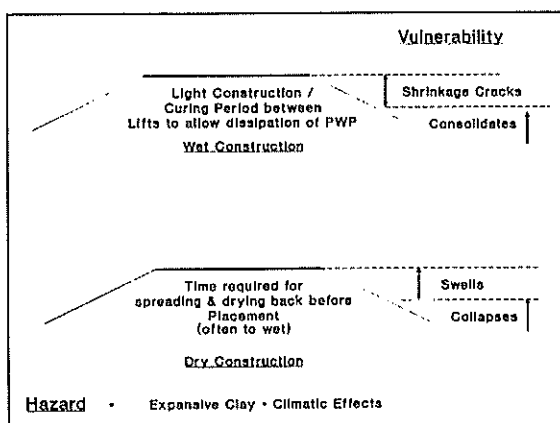 Vulnerability
Light Construction /
Curing Period between
Lifts to allow dissipation of PWP
Wet Construction
Shrinkage Cracks
Consolidates
Time required for
spreading & drying back before
Placement
(often to wet)
Dry Construction
Swells
Collapses
Hazard • Expansive Clay • Climatic Effects